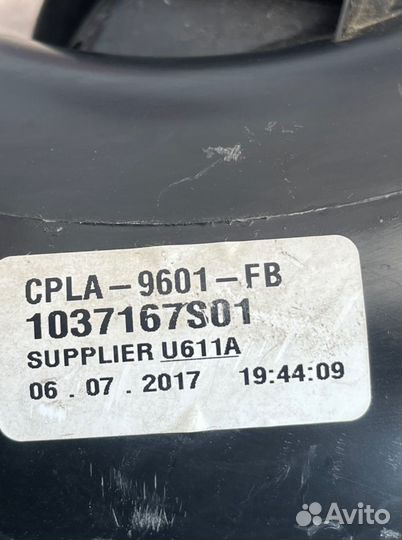 CPLA-9601-FB
1037167S01
SUPPLIER U611A
06.07.2017 19:44:09
Avito